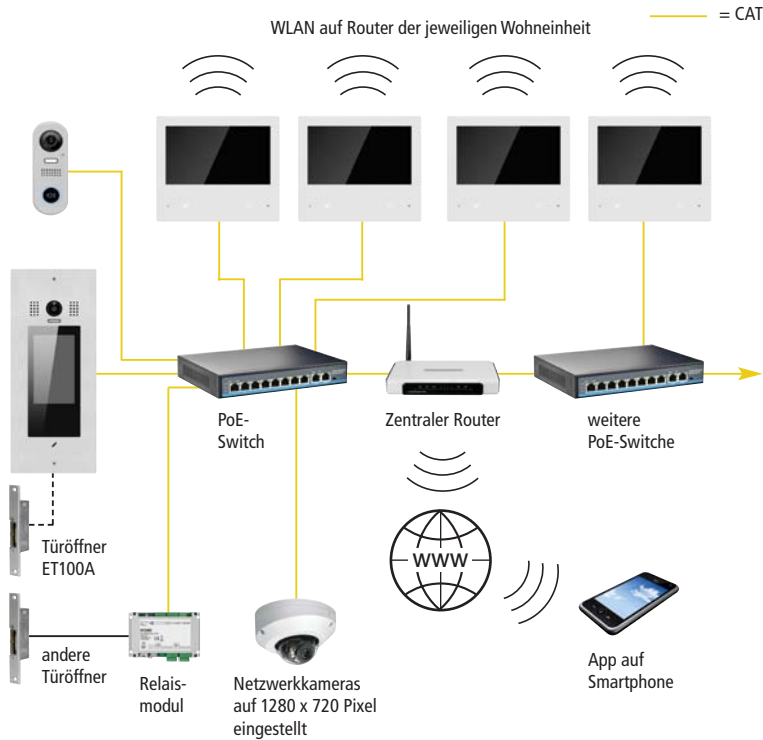 WLAN auf Router der jeweiligen Wohneinheit
= CAT
PoE-
Switch
Zentraler Router
weitere
PoE-Switche
Türöffner
ET100A
WWW
andere
Türöffner
Relais-
modul
Netzwerkkameras
auf 1280 x 720 Pixel
eingestellt
App auf
Smartphone